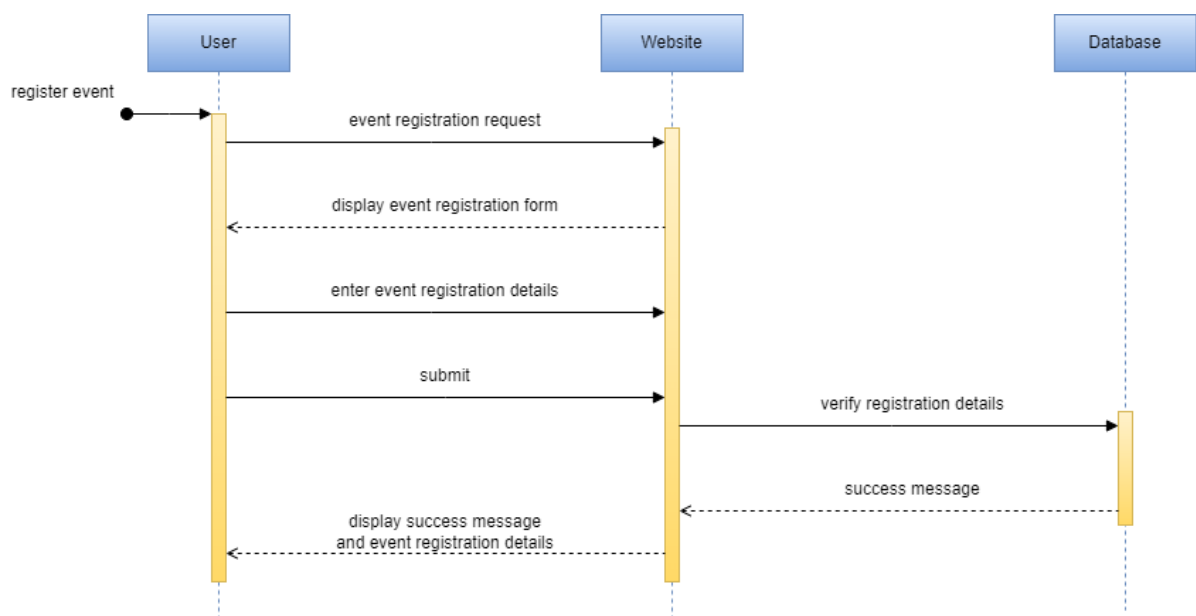 User
Website
Database
register event
event registration request
display event registration form
enter event registration details
submit
verify registration details
success message
display success message
and event registration details